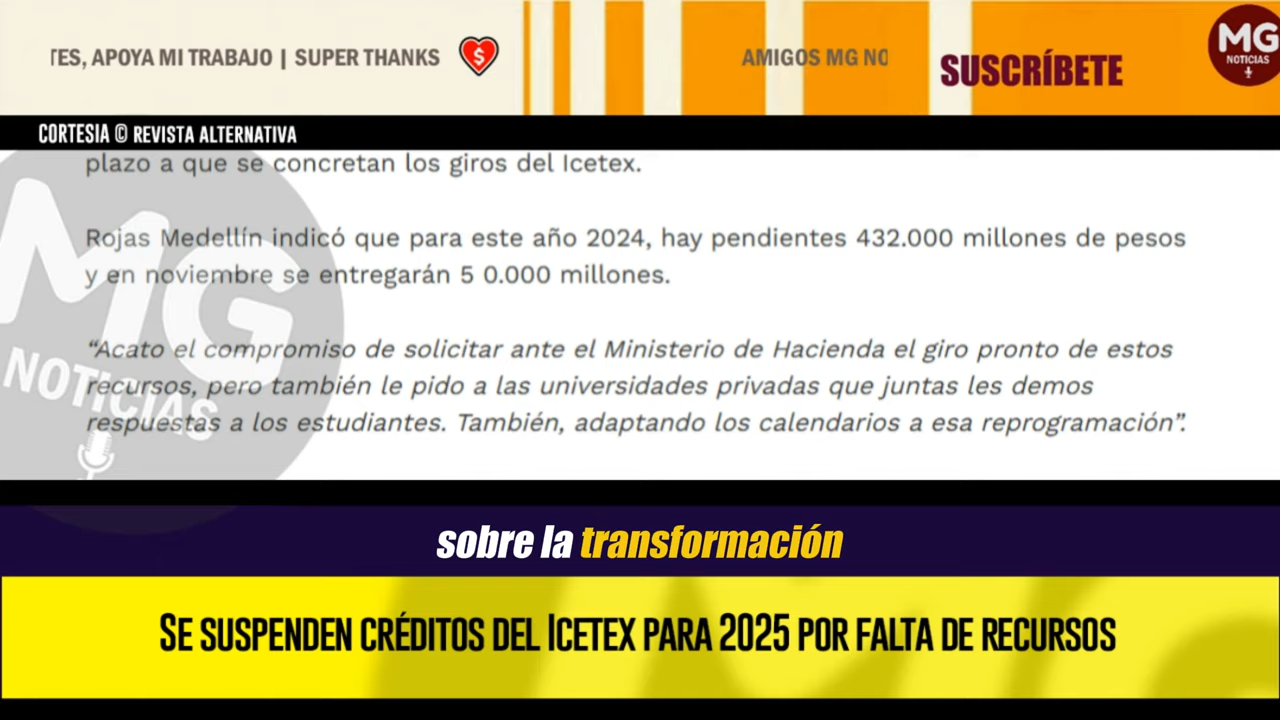 TES, APOYA MI TRABAJO | SUPER THANKS
AMIGOS MG NO
SUSCRÍBETE
MG
NOTICIAS
CORTESIA © REVISTA ALTERNATIVA
plazo a que se concretan los giros del Icetex.
Rojas Medellín indicó que para este año 2024, hay pendientes 432.000 millones de pesos
y en noviembre se entregarán 5 0.000 millones.
“Acato el compromiso de solicitar ante el Ministerio de Hacienda el giro pronto de estos
recursos, pero también le pido a las universidades privadas que juntas les demos
respuestas a los estudiantes. También, adaptando los calendarios a esa reprogramación”.
MG
NOTICIAS
sobre la transformación
SE SUSPENDEN CRÉDITOS DEL ICETEX PARA 2025 POR FALTA DE RECURSOS